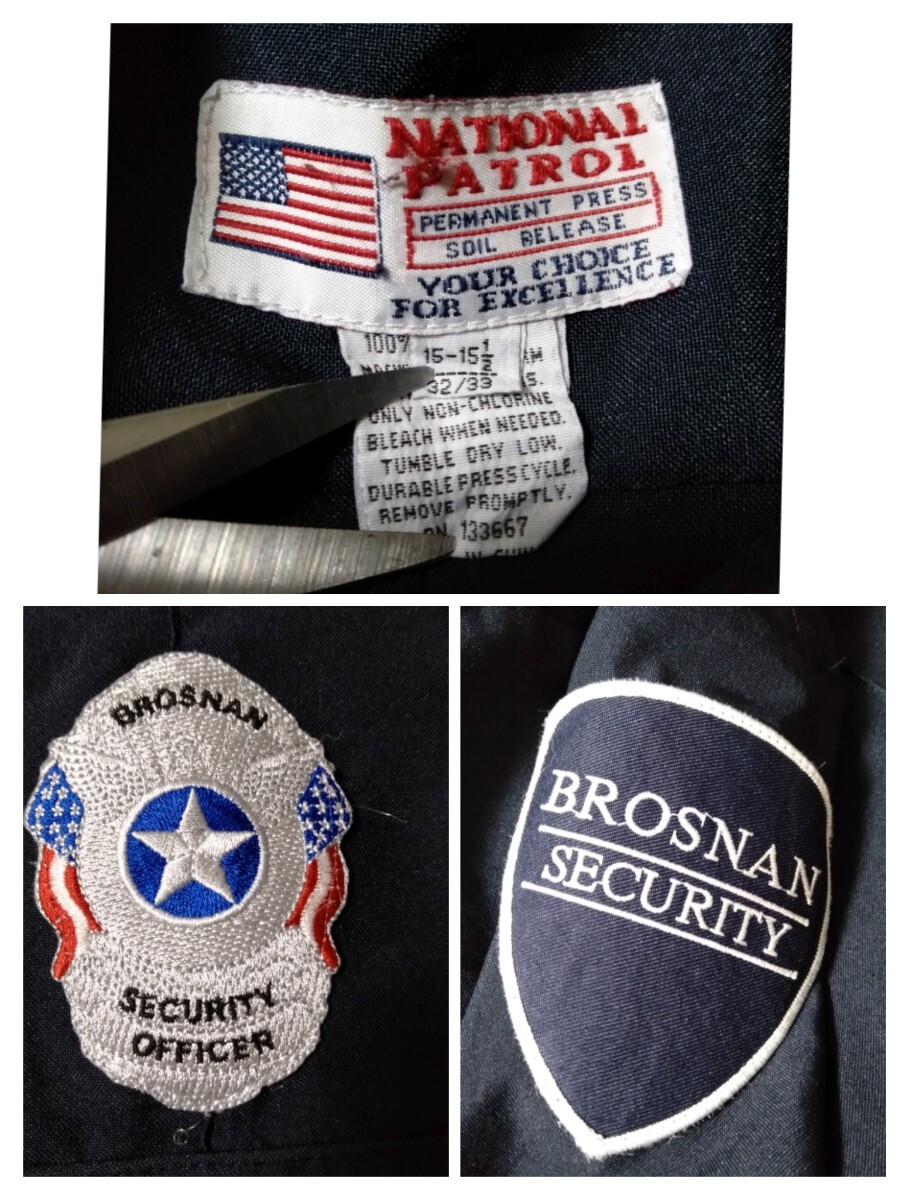 NATIONAL
PATROL
PERMANENT PRESS
SOIL RELEASE
YOUR CHOICE
FOR EXCELLENCE
100%
15-15½
32/33
ONLY NON-CHLORINE
BLEACH WHEN NEEDED.
TUMBLE DRY LOW.
DURABLE PRESS CYCLE.
REMOVE PROMPTLY.
133667
IN
BROSNAN
SECURITY
OFFICER
BROSNAN
SECURITY